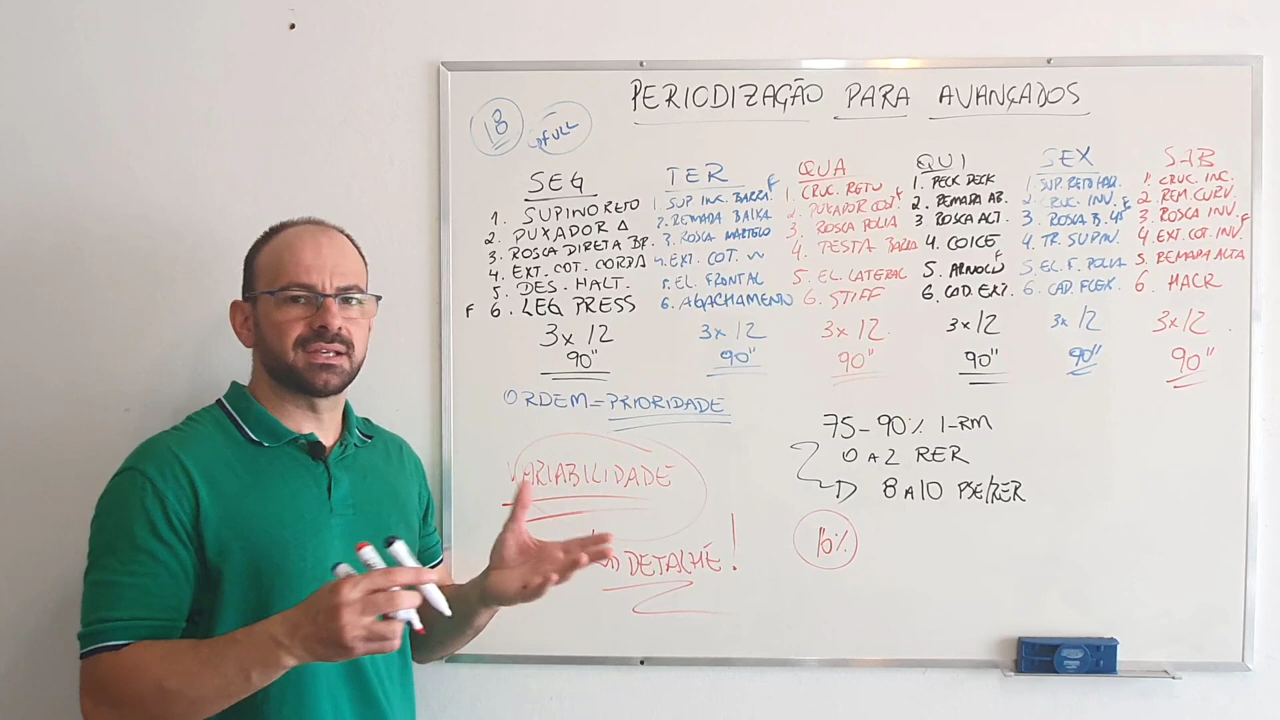 PERIODIZAÇÃO PARA AVANÇADOS
18
FULL
SEG
1. SUPINO RETO
2. PUXADOR Δ
3. ROSCA DIRETA BP.
4. EXT. COT. CORDA
5. DES. HALT.
F 6. LEG PRESS
3x12
90"
TER
1. SUP INC. BARRA F
2. REMADA BAIXA
3. ROSCA MARTELO
4. EXT. COT.
5. EL. FRONTAL
6. AGACHAMENTO
3x12
90"
QUA
1. CRUC. RETO
2. PUXADOR COST F
3. ROSCA POLIA
4. TESTA BARRA
5. EL. LATERAL
6. STIFF
3x12.
90"
QUI
1. PECK DECK
2. REMADA AB.
3. ROSCA ALT.
4. COICE
F
5. ARNOLD
6. CAD. EXT.
3x12
90"
SEX
1. SUP. RETO HAL.
2. CRUC. INV. F
3. ROSCA B. 45
4. TR. SUPIN.
5. EL. F. POLIA
6. CAD. FLEX.
3x12
90"
SAB
1. CRUC. INC.
2. REM. CURV.
3. ROSCA INV. F
4. EXT. COT. INV.
5. REMADA ALTA
6. HACK
3x12.
90"
ORDEM = PRIORIDADE
VARIABILIDADE
DETALHE!
75-90% 1-RM
0 A 2 RER
8 A 10 PSE/RER
16%